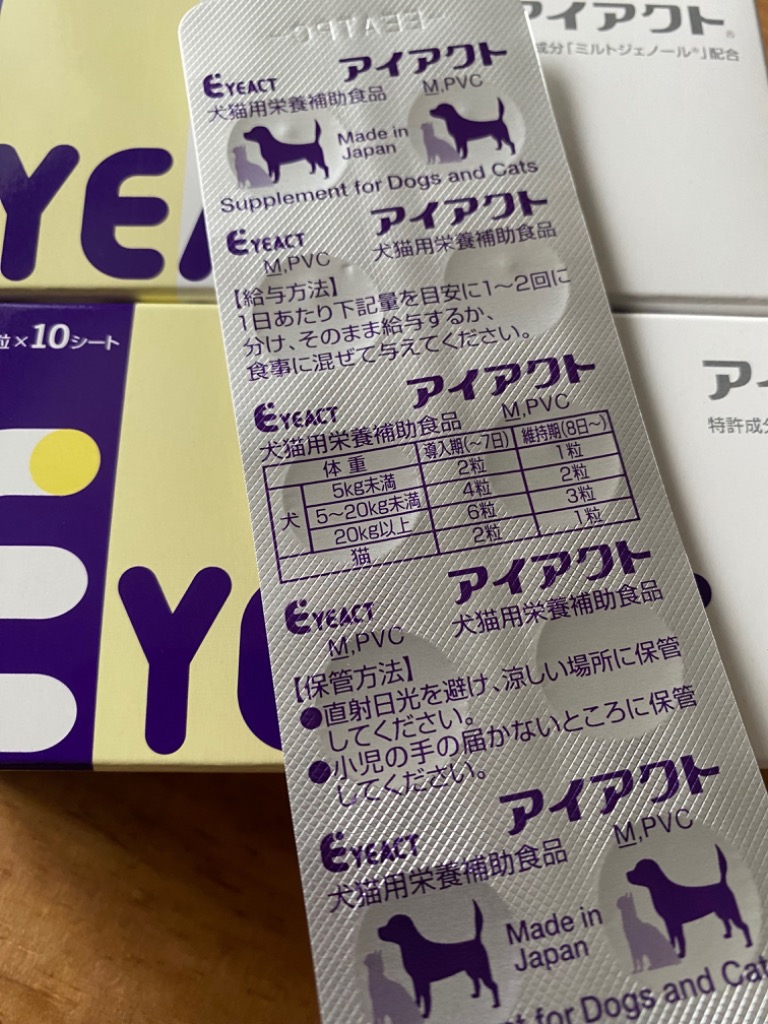 EYEACT アイアクト
犬猫用栄養補助食品 M,PVC
Made in
Japan
Supplement for Dogs and Cats
EYEACT アイアクト
M,PVC 犬猫用栄養補助食品
【給与方法】
1日あたり下記量を目安に1～2回に
分け、そのまま給与するか、
食事に混ぜて与えてください。
EYEACT アイアクト
犬猫用栄養補助食品 M,PVC
体重 導入期(～7日) 維持期(8日～)
犬 5kg未満 2粒 1粒
5～20kg未満 4粒 2粒
20kg以上 6粒 3粒
猫 2粒 1粒
EYEACT アイアクト
M,PVC 犬猫用栄養補助食品
【保管方法】
●直射日光を避け、涼しい場所に保管
してください。
●小児の手の届かないところに保管
してください。
EYEACT アイアクト
犬猫用栄養補助食品 M,PVC
Made in
Japan
for Dogs and Cat
アイアクト®
成分「ミルトジェノール®」配合
YE
粒×10シート
E
Y
ア
特許成